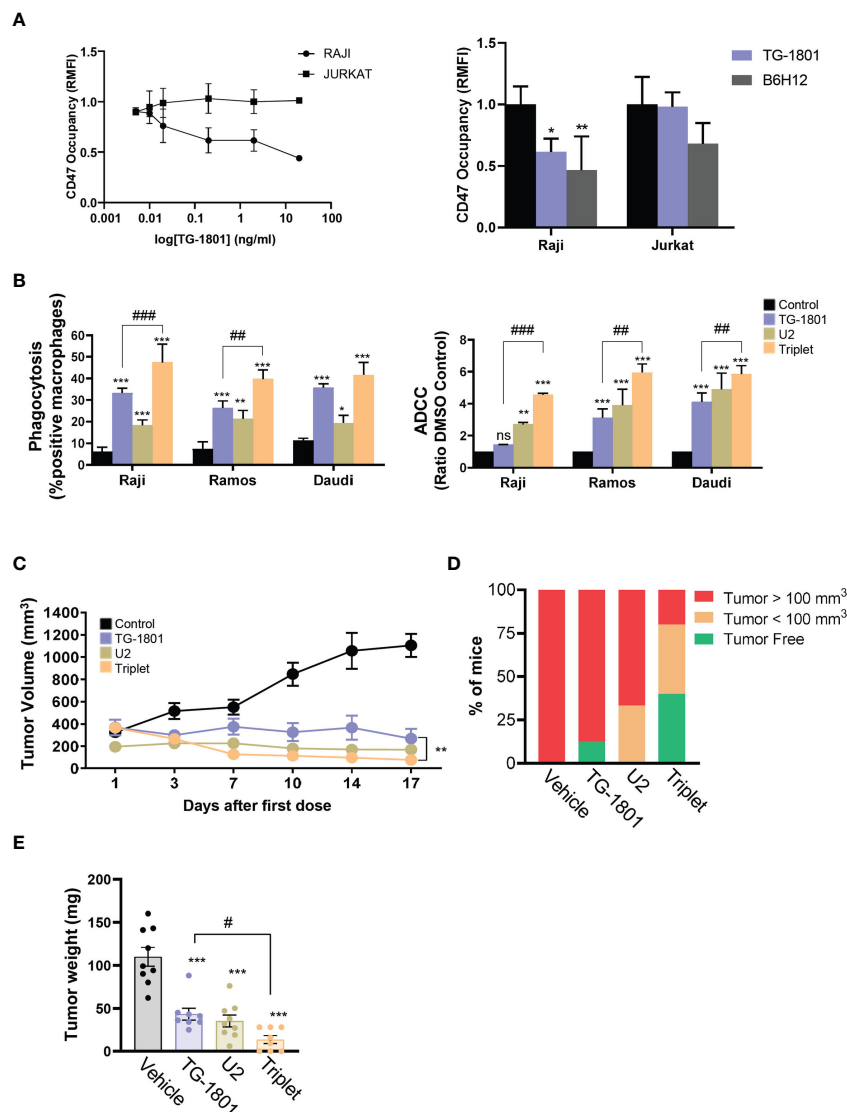 A
CD47 Occupancy (RMFI)
1.5
1.0
0.5
0.0
0.001 0.01 0.1 1 10 100
log[TG-1801] (ng/ml)
RAJI
JURKAT
CD47 Occupancy (RMFI)
1.5
1.0
0.5
0.0
* **
Raji Jurkat
TG-1801
B6H12
B
Phagocytosis
(%positive macrophages)
60
50
40
30
20
10
0
### ##
*** *** *** *** ** *** *** * ***
Raji Ramos Daudi
ADCC
(Ratio DMSO Control)
8
6
4
2
0
### ## ##
ns ** *** *** *** *** *** *** ***
Raji Ramos Daudi
Control
TG-1801
U2
Triplet
C
Tumor Volume (mm3)
1400
1200
1000
800
600
400
200
0
Control
TG-1801
U2
Triplet
**
1 3 7 10 14 17
Days after first dose
D
% of mice
100
75
50
25
0
Vehicle TG-1801 U2 Triplet
Tumor > 100 mm3
Tumor < 100 mm3
Tumor Free
E
Tumor weight (mg)
200
150
100
50
0
#
*** *** ***
Vehicle TG-1801 U2 Triplet